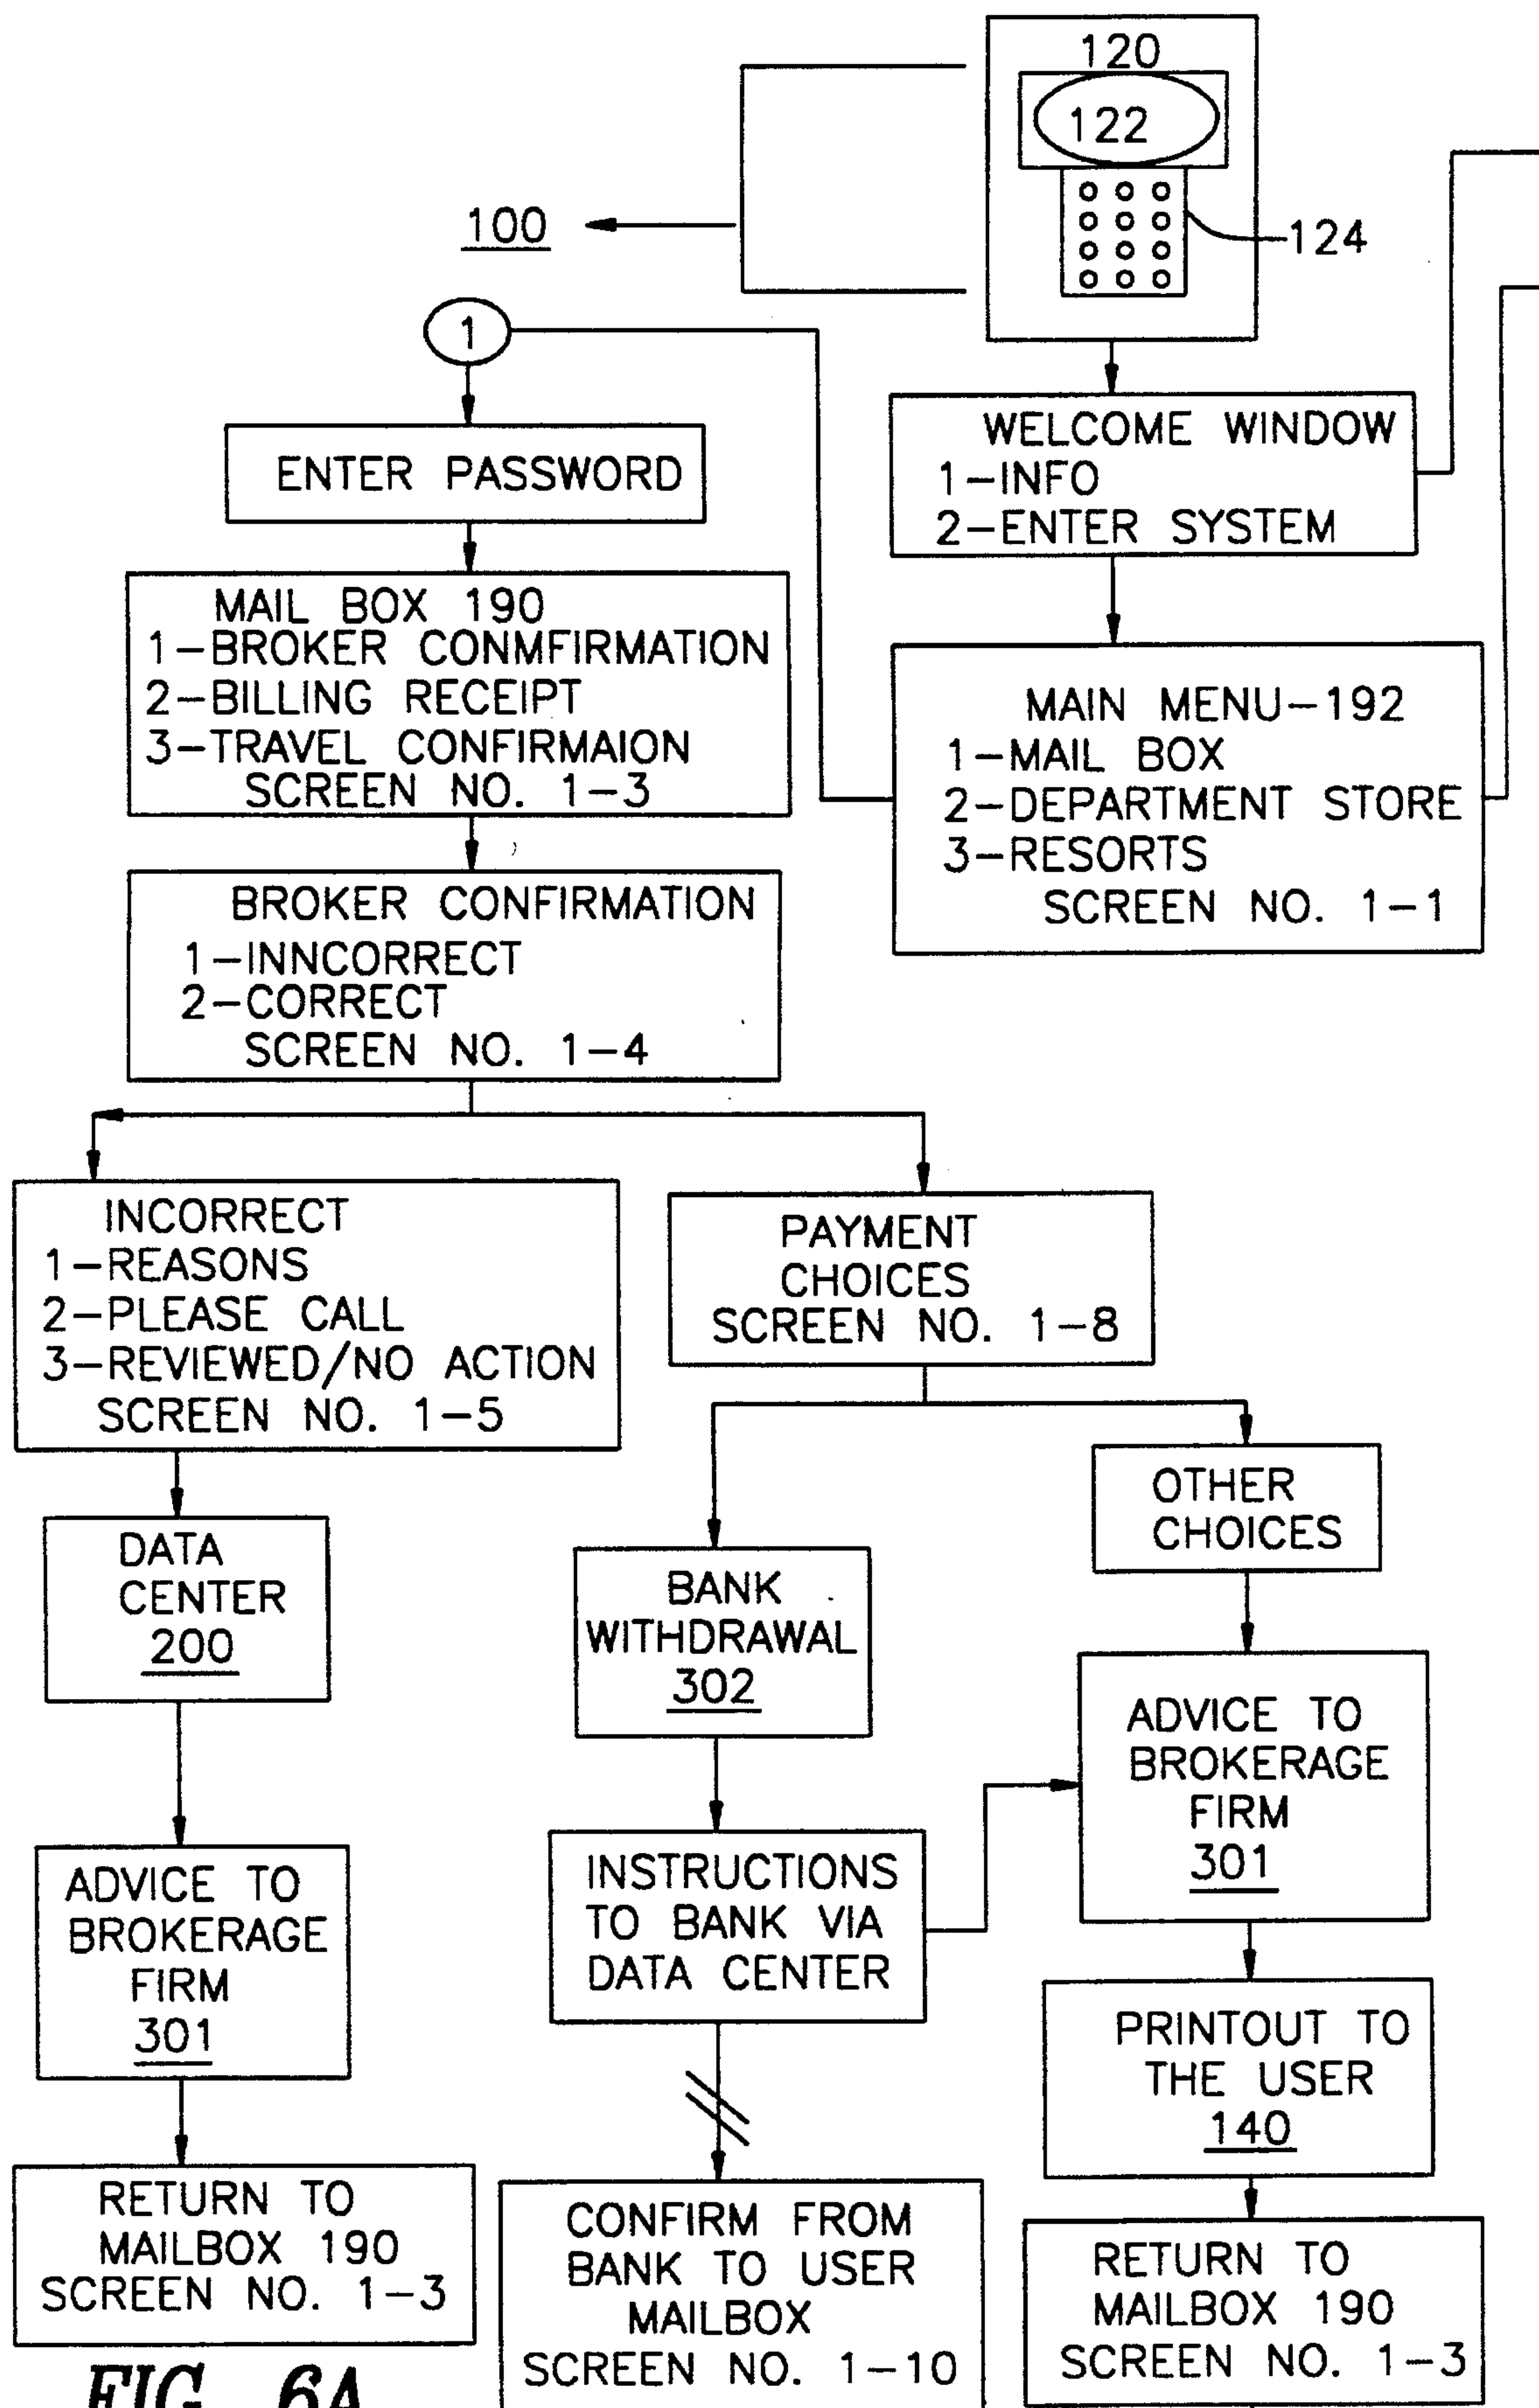 120
122
100
124
1
WELCOME WINDOW
1-INFO
2-ENTER SYSTEM
ENTER PASSWORD
MAIL BOX 190
1-BROKER CONMFIRMATION
2-BILLING RECEIPT
3-TRAVEL CONFIRMAION
SCREEN NO. 1-3
MAIN MENU-192
1-MAIL BOX
2-DEPARTMENT STORE
3-RESORTS
SCREEN NO. 1-1
BROKER CONFIRMATION
1-INNCORRECT
2-CORRECT
SCREEN NO. 1-4
INCORRECT
1-REASONS
2-PLEASE CALL
3-REVIEWED/NO ACTION
SCREEN NO. 1-5
PAYMENT
CHOICES
SCREEN NO. 1-8
OTHER
CHOICES
DATA
CENTER
200
BANK
WITHDRAWAL
302
ADVICE TO
BROKERAGE
FIRM
301
ADVICE TO
BROKERAGE
FIRM
301
INSTRUCTIONS
TO BANK VIA
DATA CENTER
PRINTOUT TO
THE USER
140
RETURN TO
MAILBOX 190
SCREEN NO. 1-3
CONFIRM FROM
BANK TO USER
MAILBOX
SCREEN NO. 1-10
RETURN TO
MAILBOX 190
SCREEN NO. 1-3
FIG. 6A